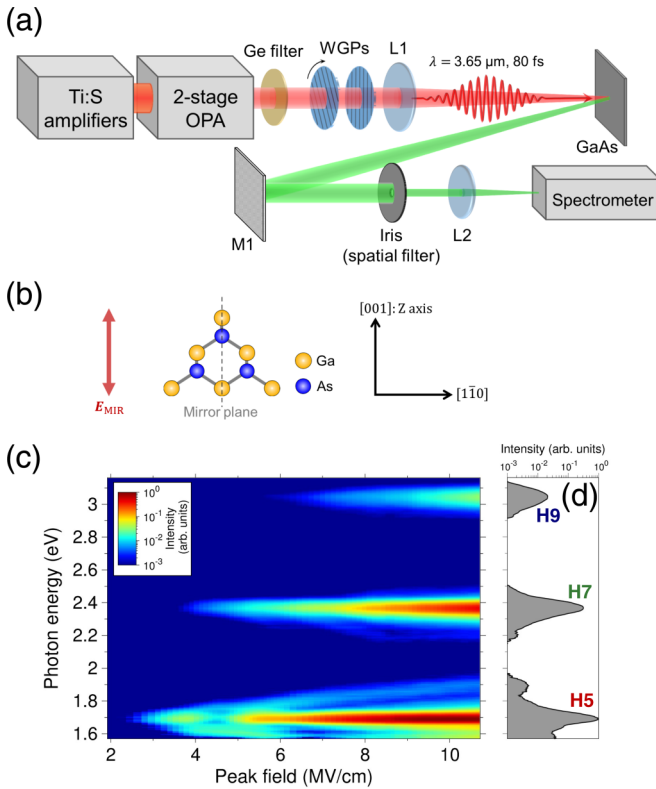 (a)
Ge filter
WGPs
L1
λ = 3.65 μm, 80 fs
Ti:S
amplifiers
2-stage
OPA
GaAs
M1
Iris
(spatial filter)
L2
Spectrometer
(b)
[001]: Z axis
Ga
As
E_MIR
Mirror plane
[11̅0]
(c)
Intensity (arb. units)
10⁻³ 10⁻² 10⁻¹ 10⁰
(d)
10⁰
10⁻¹
10⁻²
10⁻³
Intensity
(arb. units)
H9
H7
H5
Photon energy (eV)
3
2.8
2.6
2.4
2.2
2
1.8
1.6
2 4 6 8 10
Peak field (MV/cm)